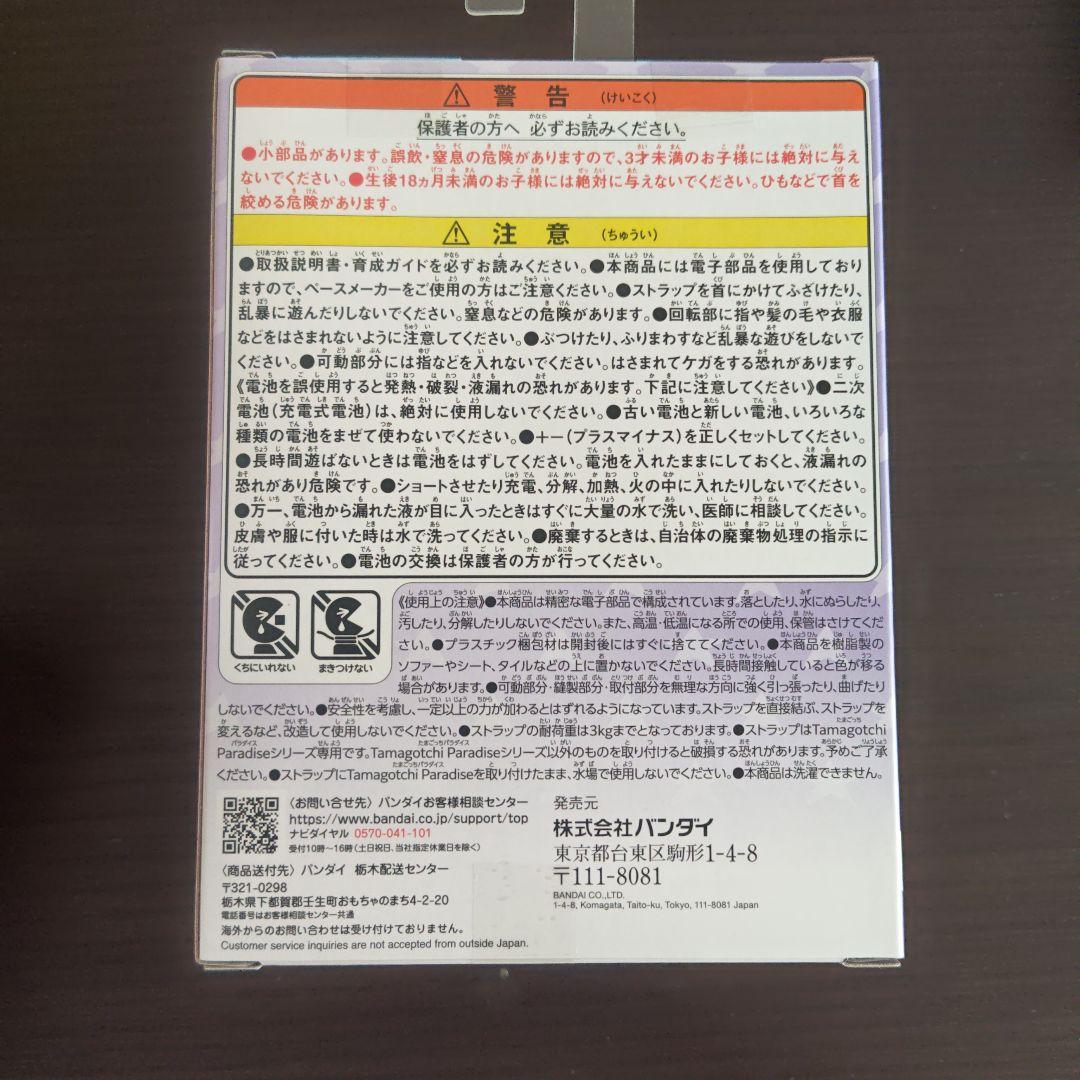 ⚠ 警告 (けいこく)
保護者の方へ 必ずお読みください。
●小部品があります。誤飲・窒息の危険がありますので、3才未満のお子様には絶対に与え
ないでください。●生後18ヵ月未満のお子様には絶対に与えないでください。ひもなどで首を
絞める危険があります。
⚠ 注意 (ちゅうい)
●取扱説明書・育成ガイドを必ずお読みください。●本商品には電子部品を使用しており
ますので、ペースメーカーをご使用の方はご注意ください。●ストラップを首にかけてふざけたり、
乱暴に遊んだりしないでください。窒息などの危険があります。●回転部に指や髪の毛や衣服
などをはさまれないように注意してください。●ぶつけたり、ふりまわすなど乱暴な遊びをしないで
ください。●可動部分には指などを入れないでください。はさまれてケガをする恐れがあります。
《電池を誤使用すると発熱・破裂・液漏れの恐れがあります。下記に注意してください》●二次
電池(充電式電池)は、絶対に使用しないでください。●古い電池と新しい電池、いろいろな
種類の電池をまぜて使わないでください。●+−(プラスマイナス)を正しくセットしてください。
●長時間遊ばないときは電池をはずしてください。電池を入れたままにしておくと、液漏れの
恐れがあり危険です。●ショートさせたり充電、分解、加熱、火の中に入れたりしないでください。
●万一、電池から漏れた液が目に入ったときはすぐに大量の水で洗い、医師に相談してください。
皮膚や服に付いた時は水で洗ってください。●廃棄するときは、自治体の廃棄物処理の指示に
従ってください。●電池の交換は保護者の方が行ってください。
くちにいれない
まきつけない
《使用上の注意》●本商品は精密な電子部品で構成されています。落としたり、水にぬらしたり、
汚したり、分解したりしないでください。また、高温・低温になる所での使用、保管はさけてくだ
さい。●プラスチック梱包材は開封後にはすぐに捨ててください。●本商品を樹脂製の
ソファーやシート、タイルなどの上に置かないでください。長時間接触していると色が移る
場合があります。●可動部分・縫製部分・取付部分を無理な方向に強く引っ張ったり、曲げたり
しないでください。●安全性を考慮し、一定以上の力が加わるとはずれるようになっています。ストラップを直接結ぶ、ストラップを
変えるなど、改造して使用しないでください。●ストラップの耐荷重は3kgまでとなっております。●ストラップはTamagotchi
Paradiseシリーズ専用です。Tamagotchi Paradiseシリーズ以外のものを取り付けると破損する恐れがあります。予めご了承
ください。●ストラップにTamagotchi Paradiseを取り付けたまま、水場で使用しないでください。●本商品は洗濯できません。
〈お問い合せ先〉バンダイお客様相談センター
https://www.bandai.co.jp/support/top
ナビダイヤル 0570-041-101
受付10時〜16時(土日祝日、当社指定休業日を除く)
〈商品送付先〉バンダイ 栃木配送センター
〒321-0298
栃木県下都賀郡壬生町おもちゃのまち4-2-20
電話番号はお客様相談センター共通
海外からのお問い合わせは受け付けておりません。
Customer service inquiries are not accepted from outside Japan.
発売元
株式会社バンダイ
東京都台東区駒形1-4-8
〒111-8081
BANDAI CO.,LTD.
1-4-8, Komagata, Taito-ku, Tokyo, 111-8081 Japan